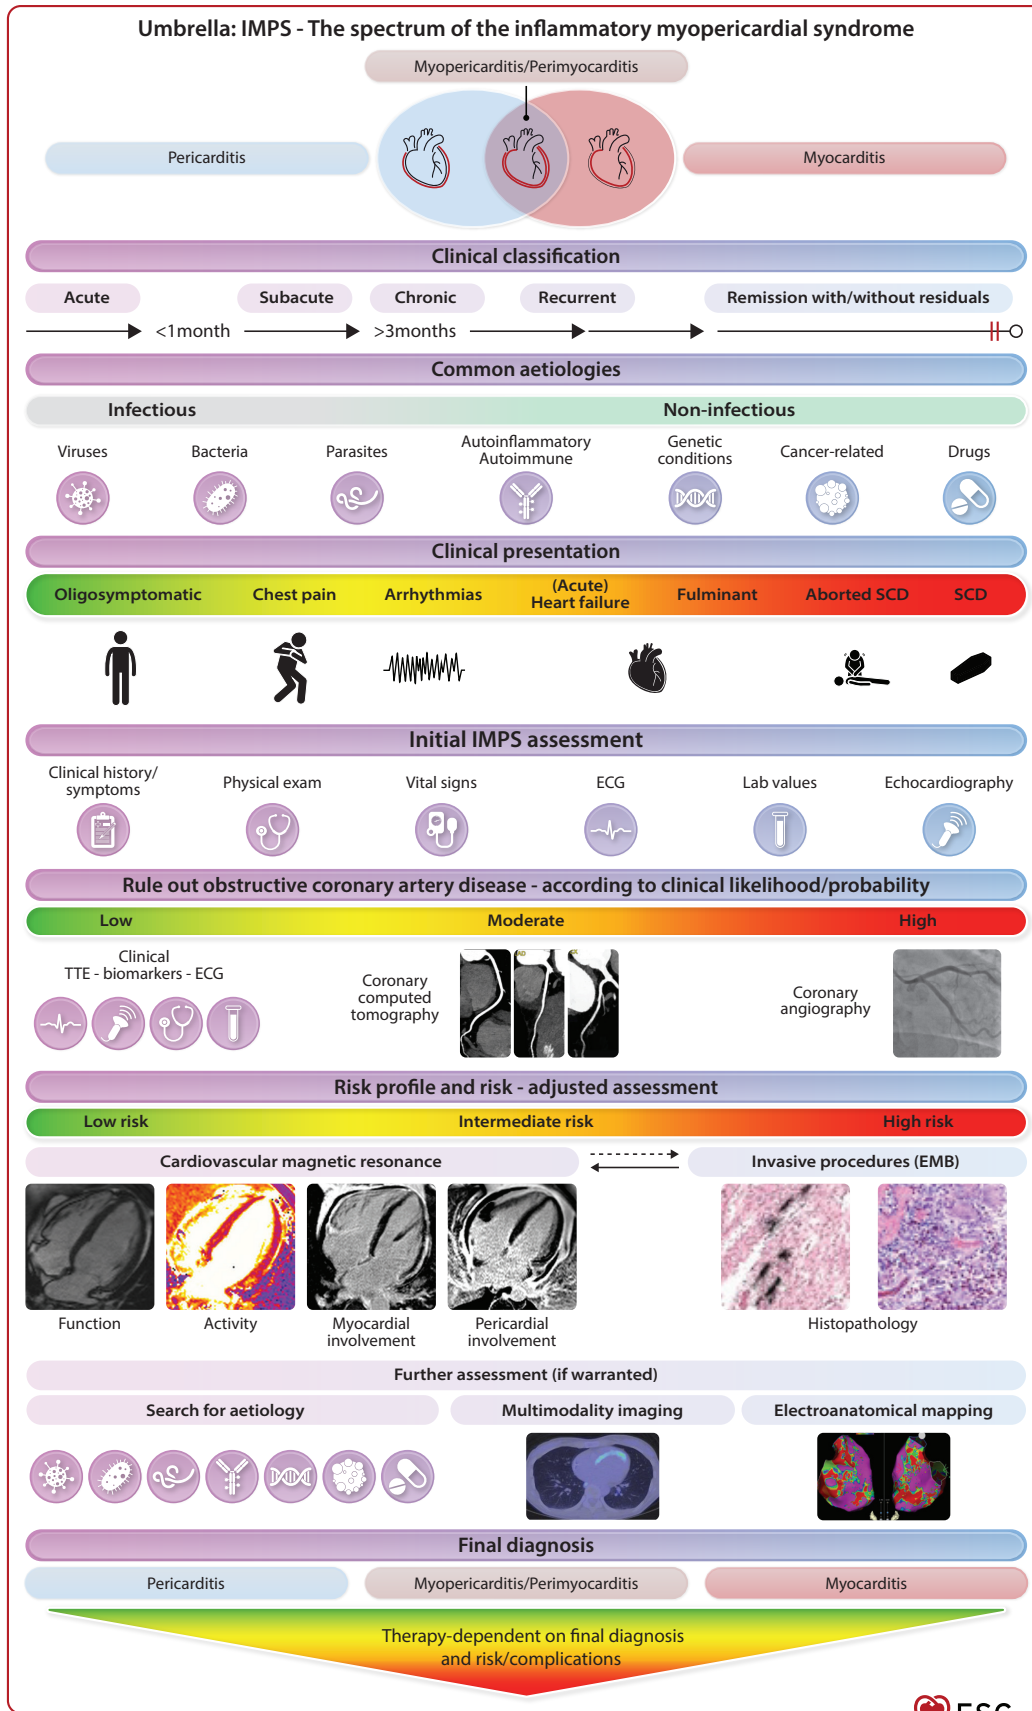 Umbrella: IMPS - The spectrum of the inflammatory myopericardial syndrome
Myopericarditis/Perimyocarditis
Pericarditis
Myocarditis
Clinical classification
Acute
Subacute
Chronic
Recurrent
Remission with/without residuals
<1month
>3months
Common aetiologies
Infectious
Non-infectious
Viruses
Bacteria
Parasites
Autoinflammatory
Autoimmune
Genetic
conditions
Cancer-related
Drugs
Clinical presentation
Oligosymptomatic
Chest pain
Arrhythmias
(Acute)
Heart failure
Fulminant
Aborted SCD
SCD
Initial IMPS assessment
Clinical history/
symptoms
Physical exam
Vital signs
ECG
Lab values
Echocardiography
Rule out obstructive coronary artery disease - according to clinical likelihood/probability
Low
Moderate
High
Clinical
TTE - biomarkers - ECG
Coronary
computed
tomography
Coronary
angiography
Risk profile and risk - adjusted assessment
Low risk
Intermediate risk
High risk
Cardiovascular magnetic resonance
Invasive procedures (EMB)
Function
Activity
Myocardial
involvement
Pericardial
involvement
Histopathology
Further assessment (if warranted)
Search for aetiology
Multimodality imaging
Electroanatomical mapping
Final diagnosis
Pericarditis
Myopericarditis/Perimyocarditis
Myocarditis
Therapy-dependent on final diagnosis
and risk/complications
ESC